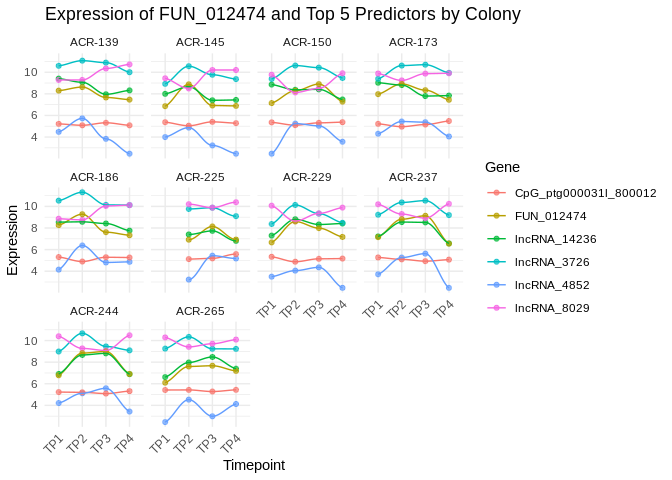 Expression of FUN_012474 and Top 5 Predictors by Colony
ACR-139 ACR-145 ACR-150 ACR-173
10
8
6
4
ACR-186 ACR-225 ACR-229 ACR-237
10
8
6
4
TP1 TP2 TP3 TP4 TP1 TP2 TP3 TP4
ACR-244 ACR-265
10
8
6
4
TP1 TP2 TP3 TP4 TP1 TP2 TP3 TP4
Timepoint
Expression
Gene
CpG_ptg000031l_800012
FUN_012474
lncRNA_14236
lncRNA_3726
lncRNA_4852
lncRNA_8029